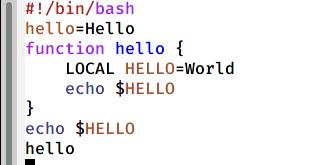 #!/bin/bash
hello=Hello
function hello {
    LOCAL HELLO=World
    echo $HELLO
}
echo $HELLO
hello